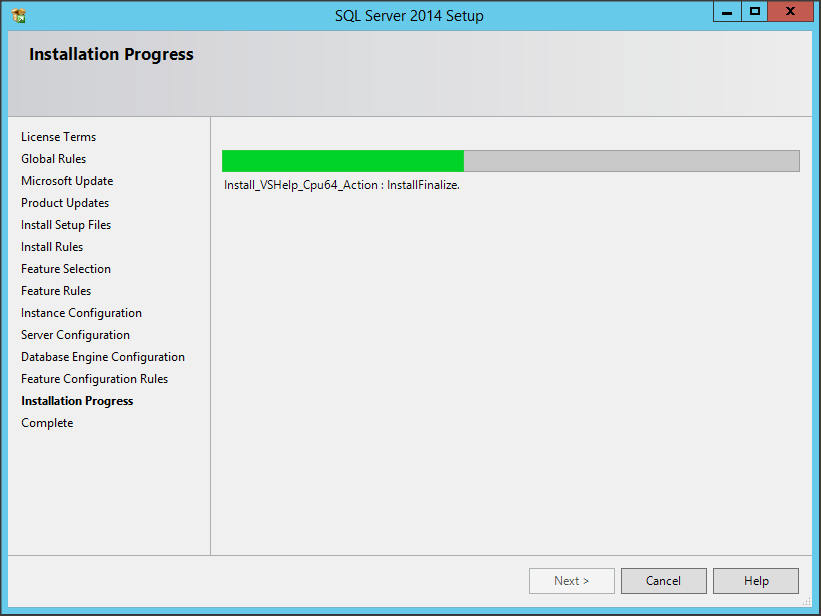 SQL Server 2014 Setup
Installation Progress
License Terms
Global Rules
Microsoft Update
Product Updates
Install Setup Files
Install Rules
Feature Selection
Feature Rules
Instance Configuration
Server Configuration
Database Engine Configuration
Feature Configuration Rules
Installation Progress
Complete
Install_VSHelp_Cpu64_Action : InstallFinalize.
Next >
Cancel
Help